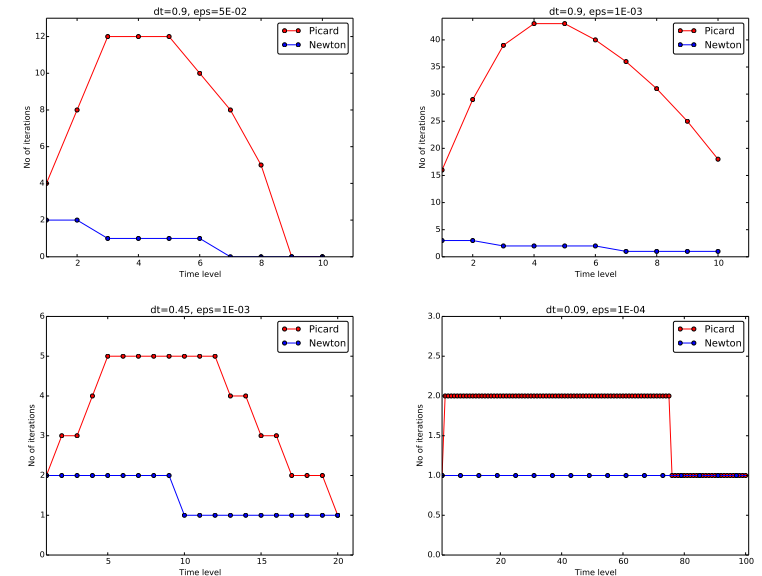 dt=0.9, eps=5E-02
Picard
Newton
No of iterations
12
10
8
6
4
2
0
2 4 6 8 10
Time level
dt=0.9, eps=1E-03
Picard
Newton
No of iterations
40
35
30
25
20
15
10
5
0
2 4 6 8 10
Time level
dt=0.45, eps=1E-03
Picard
Newton
No of iterations
6
5
4
3
2
1
0
5 10 15 20
Time level
dt=0.09, eps=1E-04
Picard
Newton
No of iterations
3.0
2.5
2.0
1.5
1.0
0.5
0.0
20 40 60 80 100
Time level